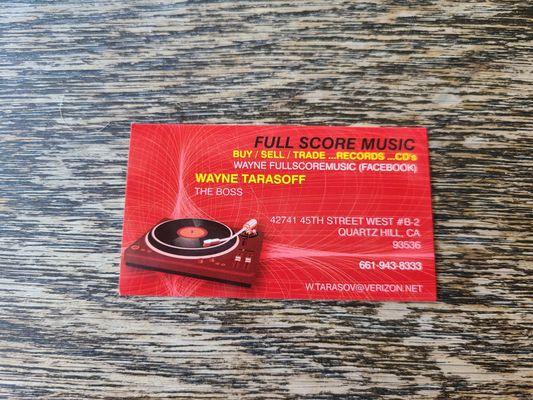 FULL SCORE MUSIC
BUY / SELL / TRADE ...RECORDS ...CD's
WAYNE FULLSCOREMUSIC (FACEBOOK)
WAYNE TARASOFF
THE BOSS
42741 45TH STREET WEST #B-2
QUARTZ HILL, CA
93536
661-943-8333
W.TARASOV@VERIZON.NET